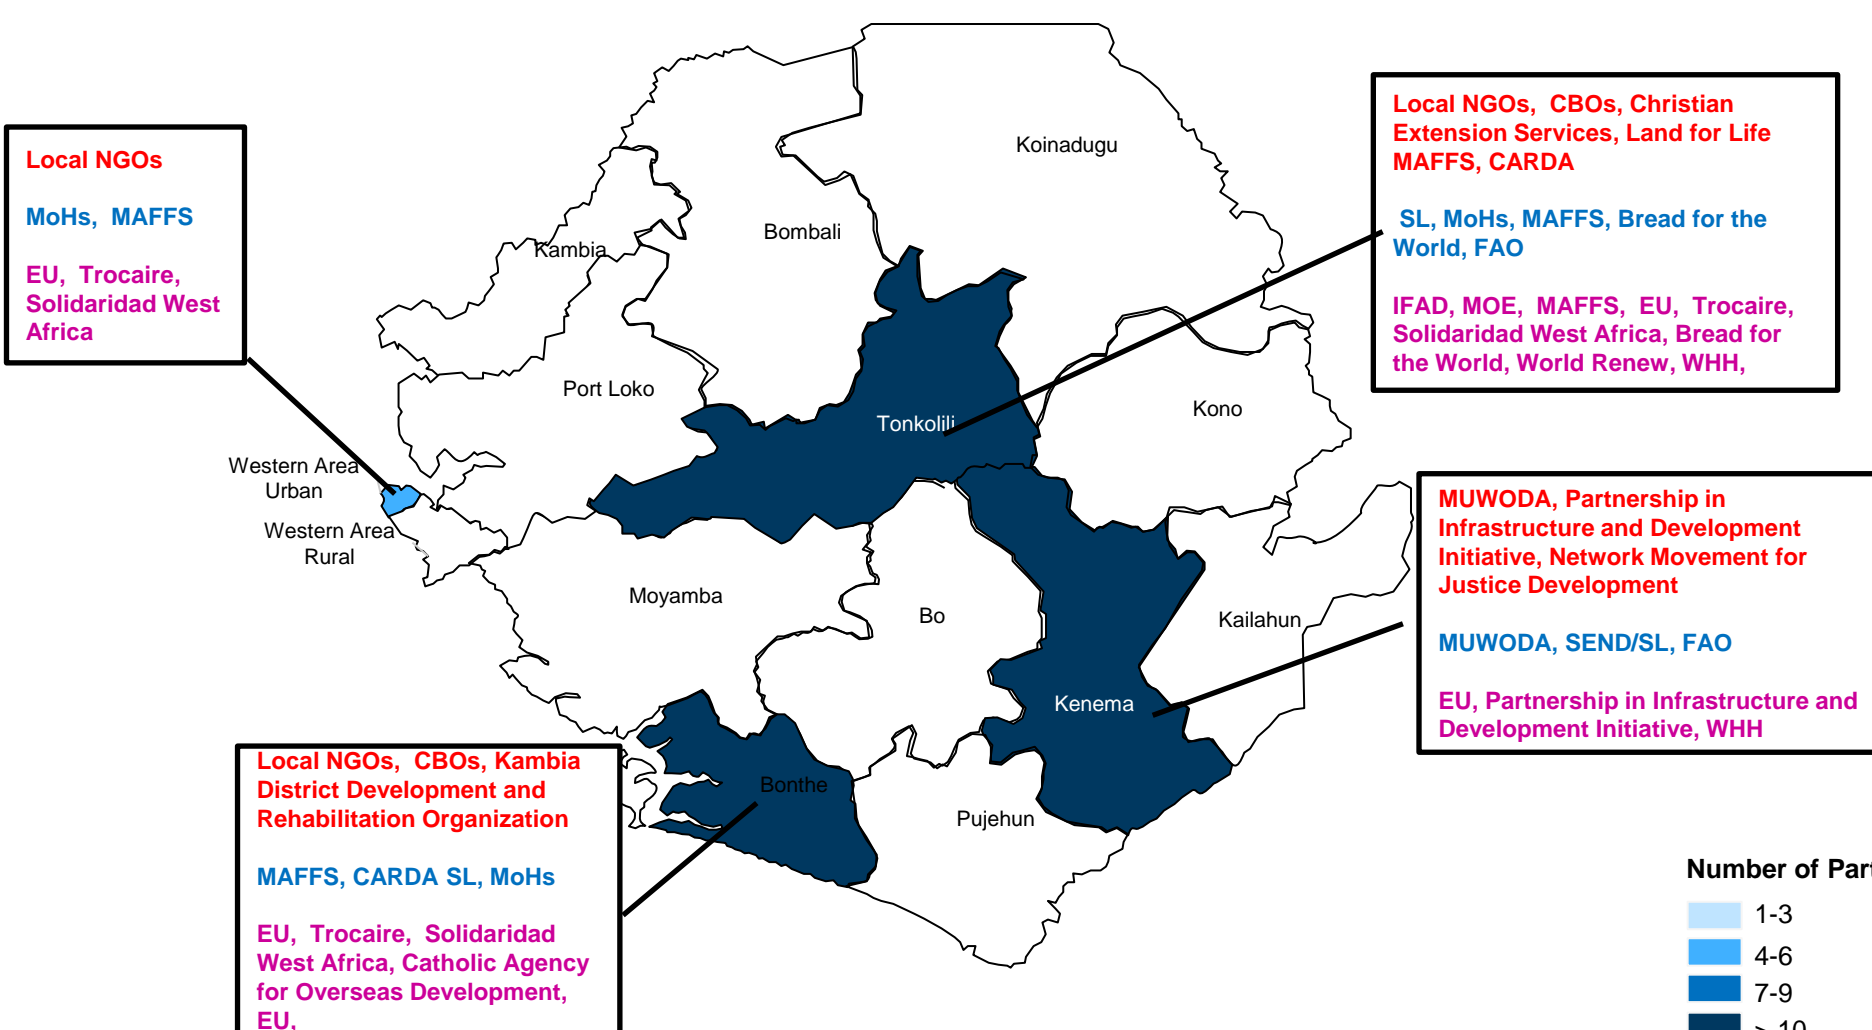 Local NGOs
MoHs, MAFFS
EU, Trocaire,
Solidaridad West
Africa
Local NGOs, CBOs, Christian
Extension Services, Land for Life
MAFFS, CARDA
SL, MoHs, MAFFS, Bread for the
World, FAO
IFAD, MOE, MAFFS, EU, Trocaire,
Solidaridad West Africa, Bread for
the World, World Renew, WHH,
Koinadugu
Bombali
Kambia
Port Loko
Tonkolili
Kono
Western Area
Urban
Western Area
Rural
Moyamba
Bo
Kailahun
Kenema
Bonthe
Pujehun
MUWODA, Partnership in
Infrastructure and Development
Initiative, Network Movement for
Justice Development
MUWODA, SEND/SL, FAO
EU, Partnership in Infrastructure and
Development Initiative, WHH
Local NGOs, CBOs, Kambia
District Development and
Rehabilitation Organization
MAFFS, CARDA SL, MoHs
EU, Trocaire, Solidaridad
West Africa, Catholic Agency
for Overseas Development,
EU,
Number of Part
1-3
4-6
7-9
> 10